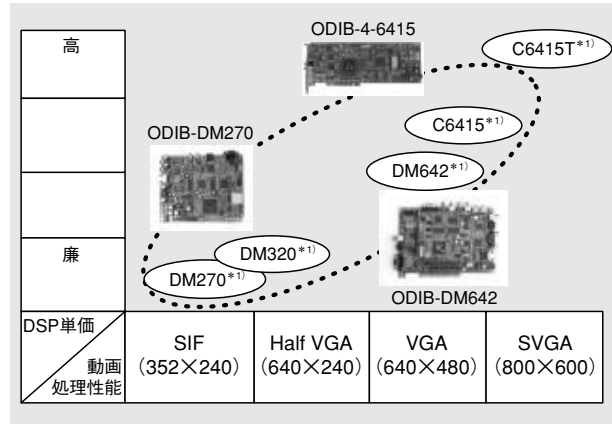 高
ODIB-4-6415
C6415T*1)
C6415*1)
ODIB-DM270
DM642*1)
廉
DM320*1)
DM270*1)
ODIB-DM642
DSP単価
動画
処理性能
SIF
(352×240)
Half VGA
(640×240)
VGA
(640×480)
SVGA
(800×600)